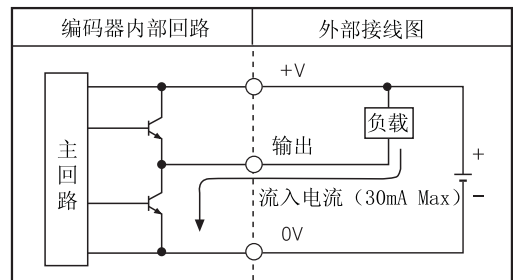 编码器内部回路
外部接线图
+V
负载
输出
主回路
+
流入电流（30mA Max）
−
0V